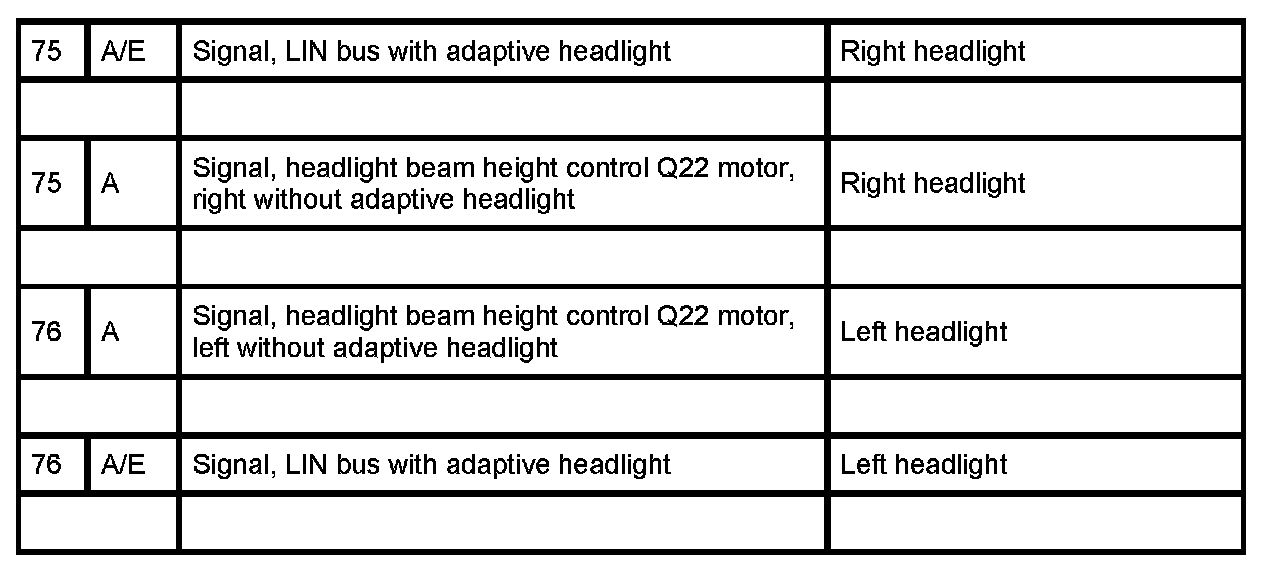 75 A/E Signal, LIN bus with adaptive headlight Right headlight
75 A Signal, headlight beam height control Q22 motor, right without adaptive headlight Right headlight
76 A Signal, headlight beam height control Q22 motor, left without adaptive headlight Left headlight
76 A/E Signal, LIN bus with adaptive headlight Left headlight